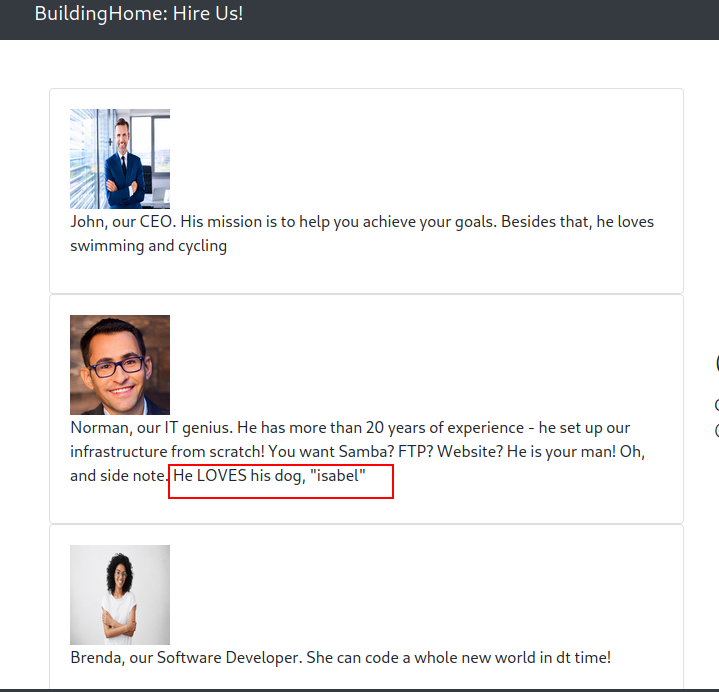 BuildingHome: Hire Us!
John, our CEO. His mission is to help you achieve your goals. Besides that, he loves
swimming and cycling
Norman, our IT genius. He has more than 20 years of experience - he set up our
infrastructure from scratch! You want Samba? FTP? Website? He is your man! Oh,
and side note. He LOVES his dog, "isabel"
Brenda, our Software Developer. She can code a whole new world in dt time!